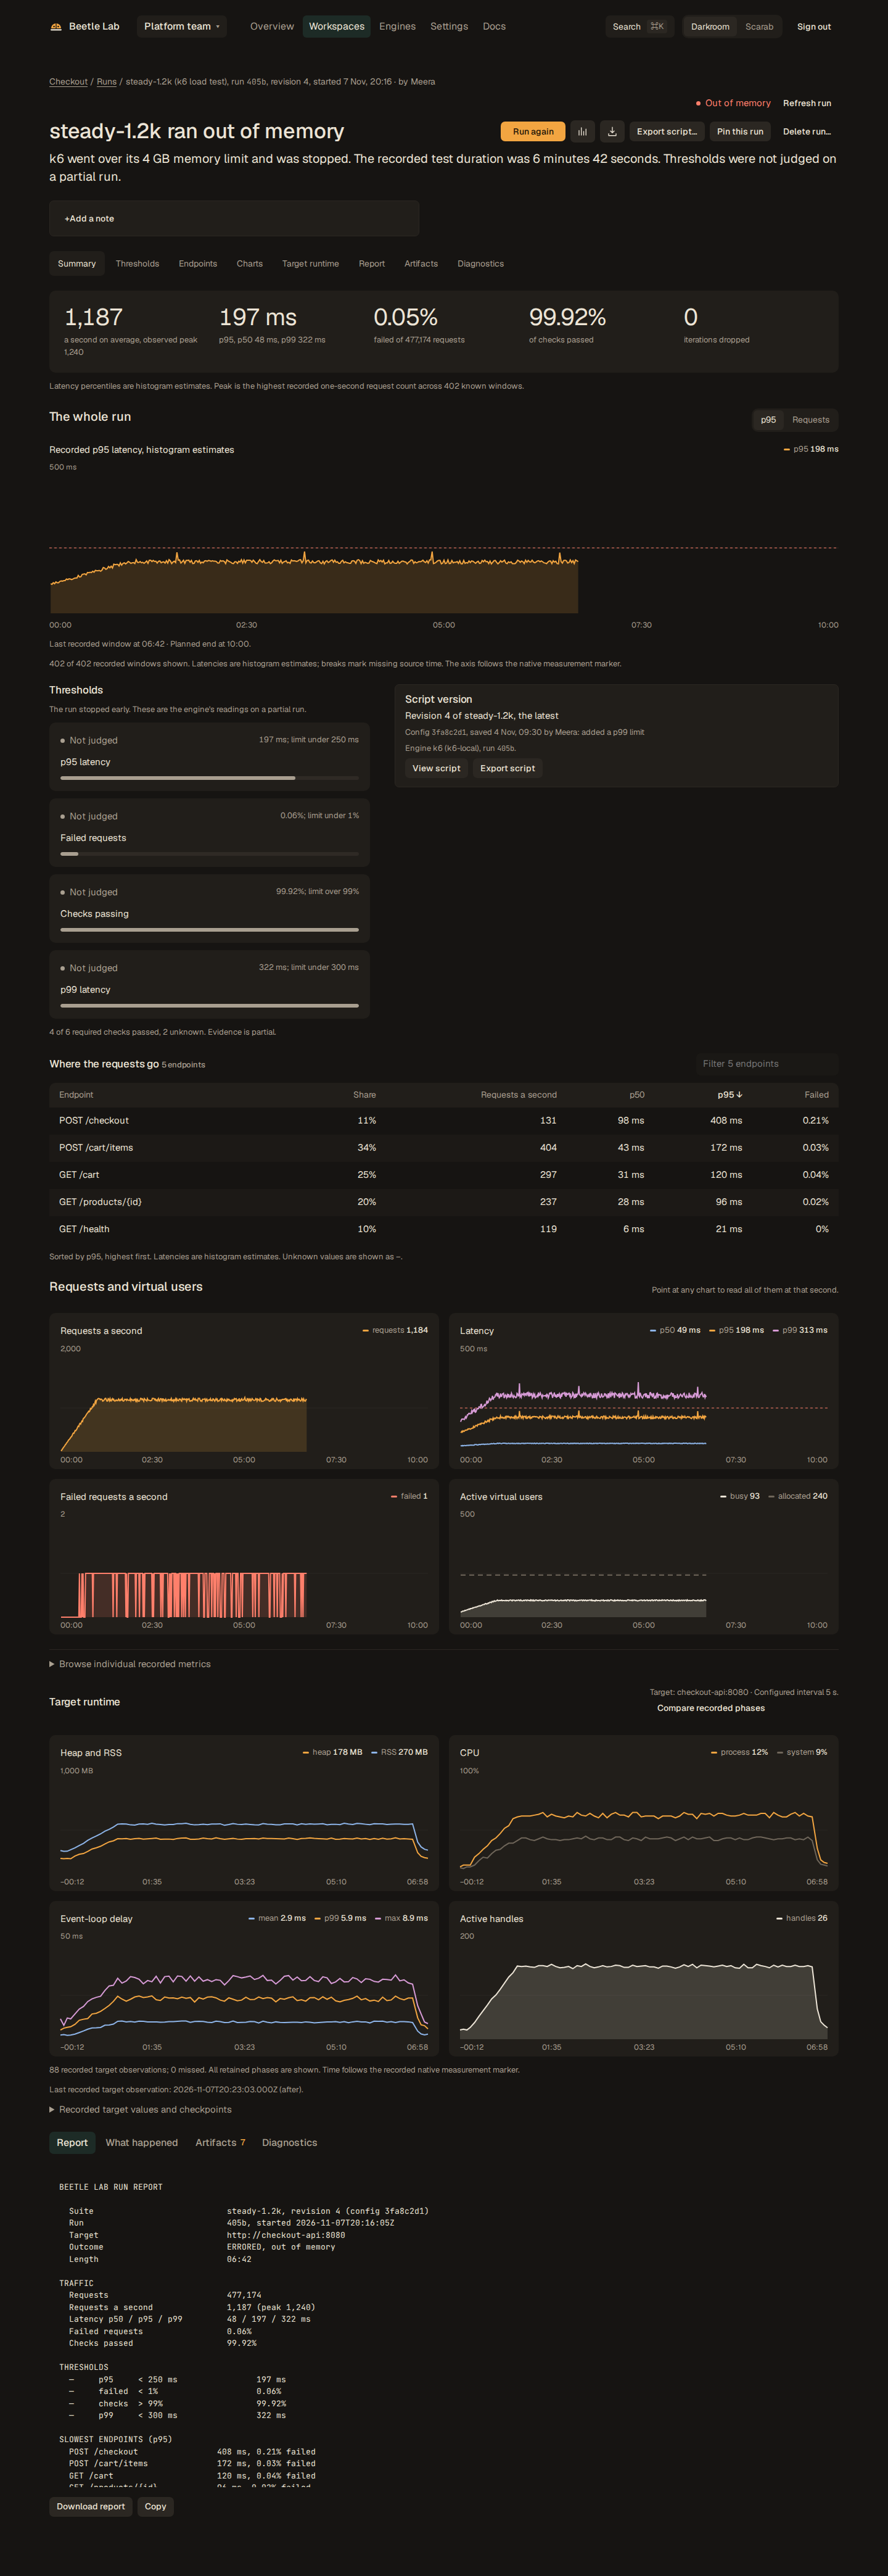 Beetle Lab
Platform team
Overview
Workspaces
Engines
Settings
Docs
Search ⌘K
Darkroom
Scarab
Sign out
Checkout / Runs / steady-1.2k (k6 load test), run 405b, revision 4, started 7 Nov, 20:16 · by Meera
Out of memory
Refresh run
steady-1.2k ran out of memory
Run again
Export script...
Pin this run
Delete run...
k6 went over its 4 GB memory limit and was stopped. The recorded test duration was 6 minutes 42 seconds. Thresholds were not judged on
a partial run.
+Add a note
Summary
Thresholds
Endpoints
Charts
Target runtime
Report
Artifacts
Diagnostics
1,187
a second on average, observed peak
1,240
197 ms
p95, p50 48 ms, p99 322 ms
0.05%
failed of 477,174 requests
99.92%
of checks passed
0
iterations dropped
Latency percentiles are histogram estimates. Peak is the highest recorded one-second request count across 402 known windows.
The whole run
p95
Requests
Recorded p95 latency, histogram estimates
p95 198 ms
500 ms
00:00
02:30
05:00
07:30
10:00
Last recorded window at 06:42 · Planned end at 10:00.
402 of 402 recorded windows shown. Latencies are histogram estimates; breaks mark missing source time. The axis follows the native measurement marker.
Thresholds
The run stopped early. These are the engine's readings on a partial run.
Not judged
197 ms; limit under 250 ms
p95 latency
Not judged
0.06%; limit under 1%
Failed requests
Not judged
99.92%; limit over 99%
Checks passing
Not judged
322 ms; limit under 300 ms
p99 latency
4 of 6 required checks passed, 2 unknown. Evidence is partial.
Script version
Revision 4 of steady-1.2k, the latest
Config 3fa8c2d1, saved 4 Nov, 09:30 by Meera: added a p99 limit
Engine k6 (k6-local), run 405b.
View script
Export script
Where the requests go 5 endpoints
Filter 5 endpoints
Endpoint Share Requests a second p50 p95 ↓ Failed
POST /checkout 11% 131 98 ms 408 ms 0.21%
POST /cart/items 34% 404 43 ms 172 ms 0.03%
GET /cart 25% 297 31 ms 120 ms 0.04%
GET /products/{id} 20% 237 28 ms 96 ms 0.02%
GET /health 10% 119 6 ms 21 ms 0%
Sorted by p95, highest first. Latencies are histogram estimates. Unknown values are shown as –.
Requests and virtual users
Point at any chart to read all of them at that second.
Requests a second
requests 1,184
2,000
00:00 02:30 05:00 07:30 10:00
Latency
p50 49 ms p95 198 ms p99 313 ms
500 ms
00:00 02:30 05:00 07:30 10:00
Failed requests a second
failed 1
2
00:00 02:30 05:00 07:30 10:00
Active virtual users
busy 93 allocated 240
500
00:00 02:30 05:00 07:30 10:00
Browse individual recorded metrics
Target runtime
Target: checkout-api:8080 · Configured interval 5 s.
Compare recorded phases
Heap and RSS
heap 178 MB RSS 270 MB
1,000 MB
−00:12 01:35 03:23 05:10 06:58
CPU
process 12% system 9%
100%
−00:12 01:35 03:23 05:10 06:58
Event-loop delay
mean 2.9 ms p99 5.9 ms max 8.9 ms
50 ms
−00:12 01:35 03:23 05:10 06:58
Active handles
handles 26
200
−00:12 01:35 03:23 05:10 06:58
88 recorded target observations; 0 missed. All retained phases are shown. Time follows the recorded native measurement marker.
Last recorded target observation: 2026-11-07T20:23:03.000Z (after).
Recorded target values and checkpoints
Report
What happened
Artifacts 7
Diagnostics
BEETLE LAB RUN REPORT
Suite steady-1.2k, revision 4 (config 3fa8c2d1)
Run 405b, started 2026-11-07T20:16:05Z
Target http://checkout-api:8080
Outcome ERRORED, out of memory
Length 06:42
TRAFFIC
Requests 477,174
Requests a second 1,187 (peak 1,240)
Latency p50 / p95 / p99 48 / 197 / 322 ms
Failed requests 0.06%
Checks passed 99.92%
THRESHOLDS
– p95 < 250 ms 197 ms
– failed < 1% 0.06%
– checks > 99% 99.92%
– p99 < 300 ms 322 ms
SLOWEST ENDPOINTS (p95)
POST /checkout 408 ms, 0.21% failed
POST /cart/items 172 ms, 0.03% failed
GET /cart 120 ms, 0.04% failed
GET /products/{id} 96 ms, 0.02% failed
Download report
Copy